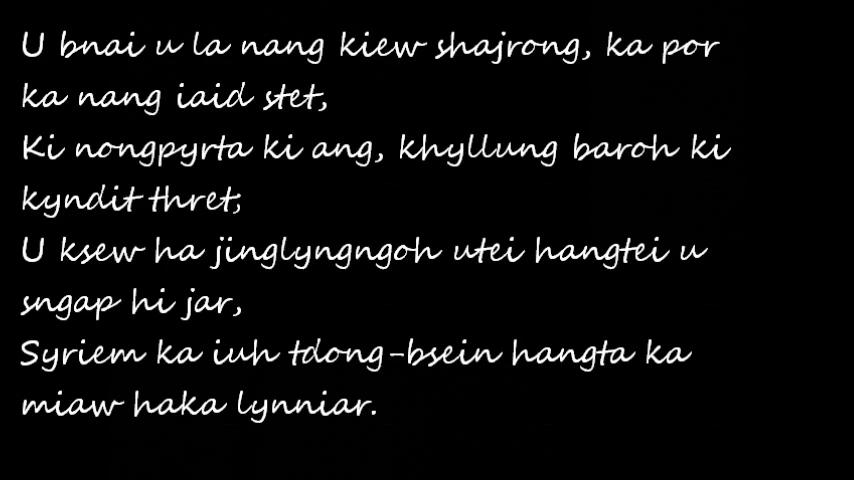 U bnai u la nang kiew shajrong, ka por
ka nang iaid stet,
Ki nongpyrta ki ang, khyllung baroh ki
kyndit thret;
U ksew ha jinglyngngoh utei hangtei u
sngap hi jar,
Syriem ka iuh tdong-bsein hangta ka
miaw haka lynniar.